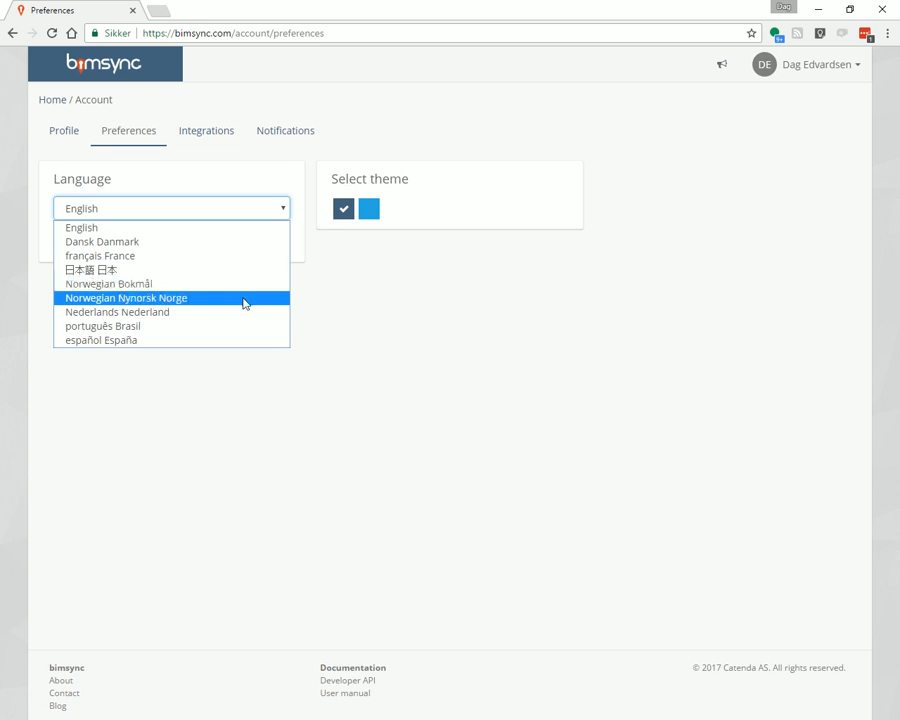 Preferences
Dag
Sikker https://bimsync.com/account/preferences
9+
1
bimsync
DE Dag Edvardsen
Home / Account
Profile Preferences Integrations Notifications
Language
Select theme
English
English
Dansk Danmark
français France
日本語 日本
Norwegian Bokmål
Norwegian Nynorsk Norge
Nederlands Nederland
português Brasil
español España
bimsync
About
Contact
Blog
Documentation
Developer API
User manual
© 2017 Catenda AS. All rights reserved.